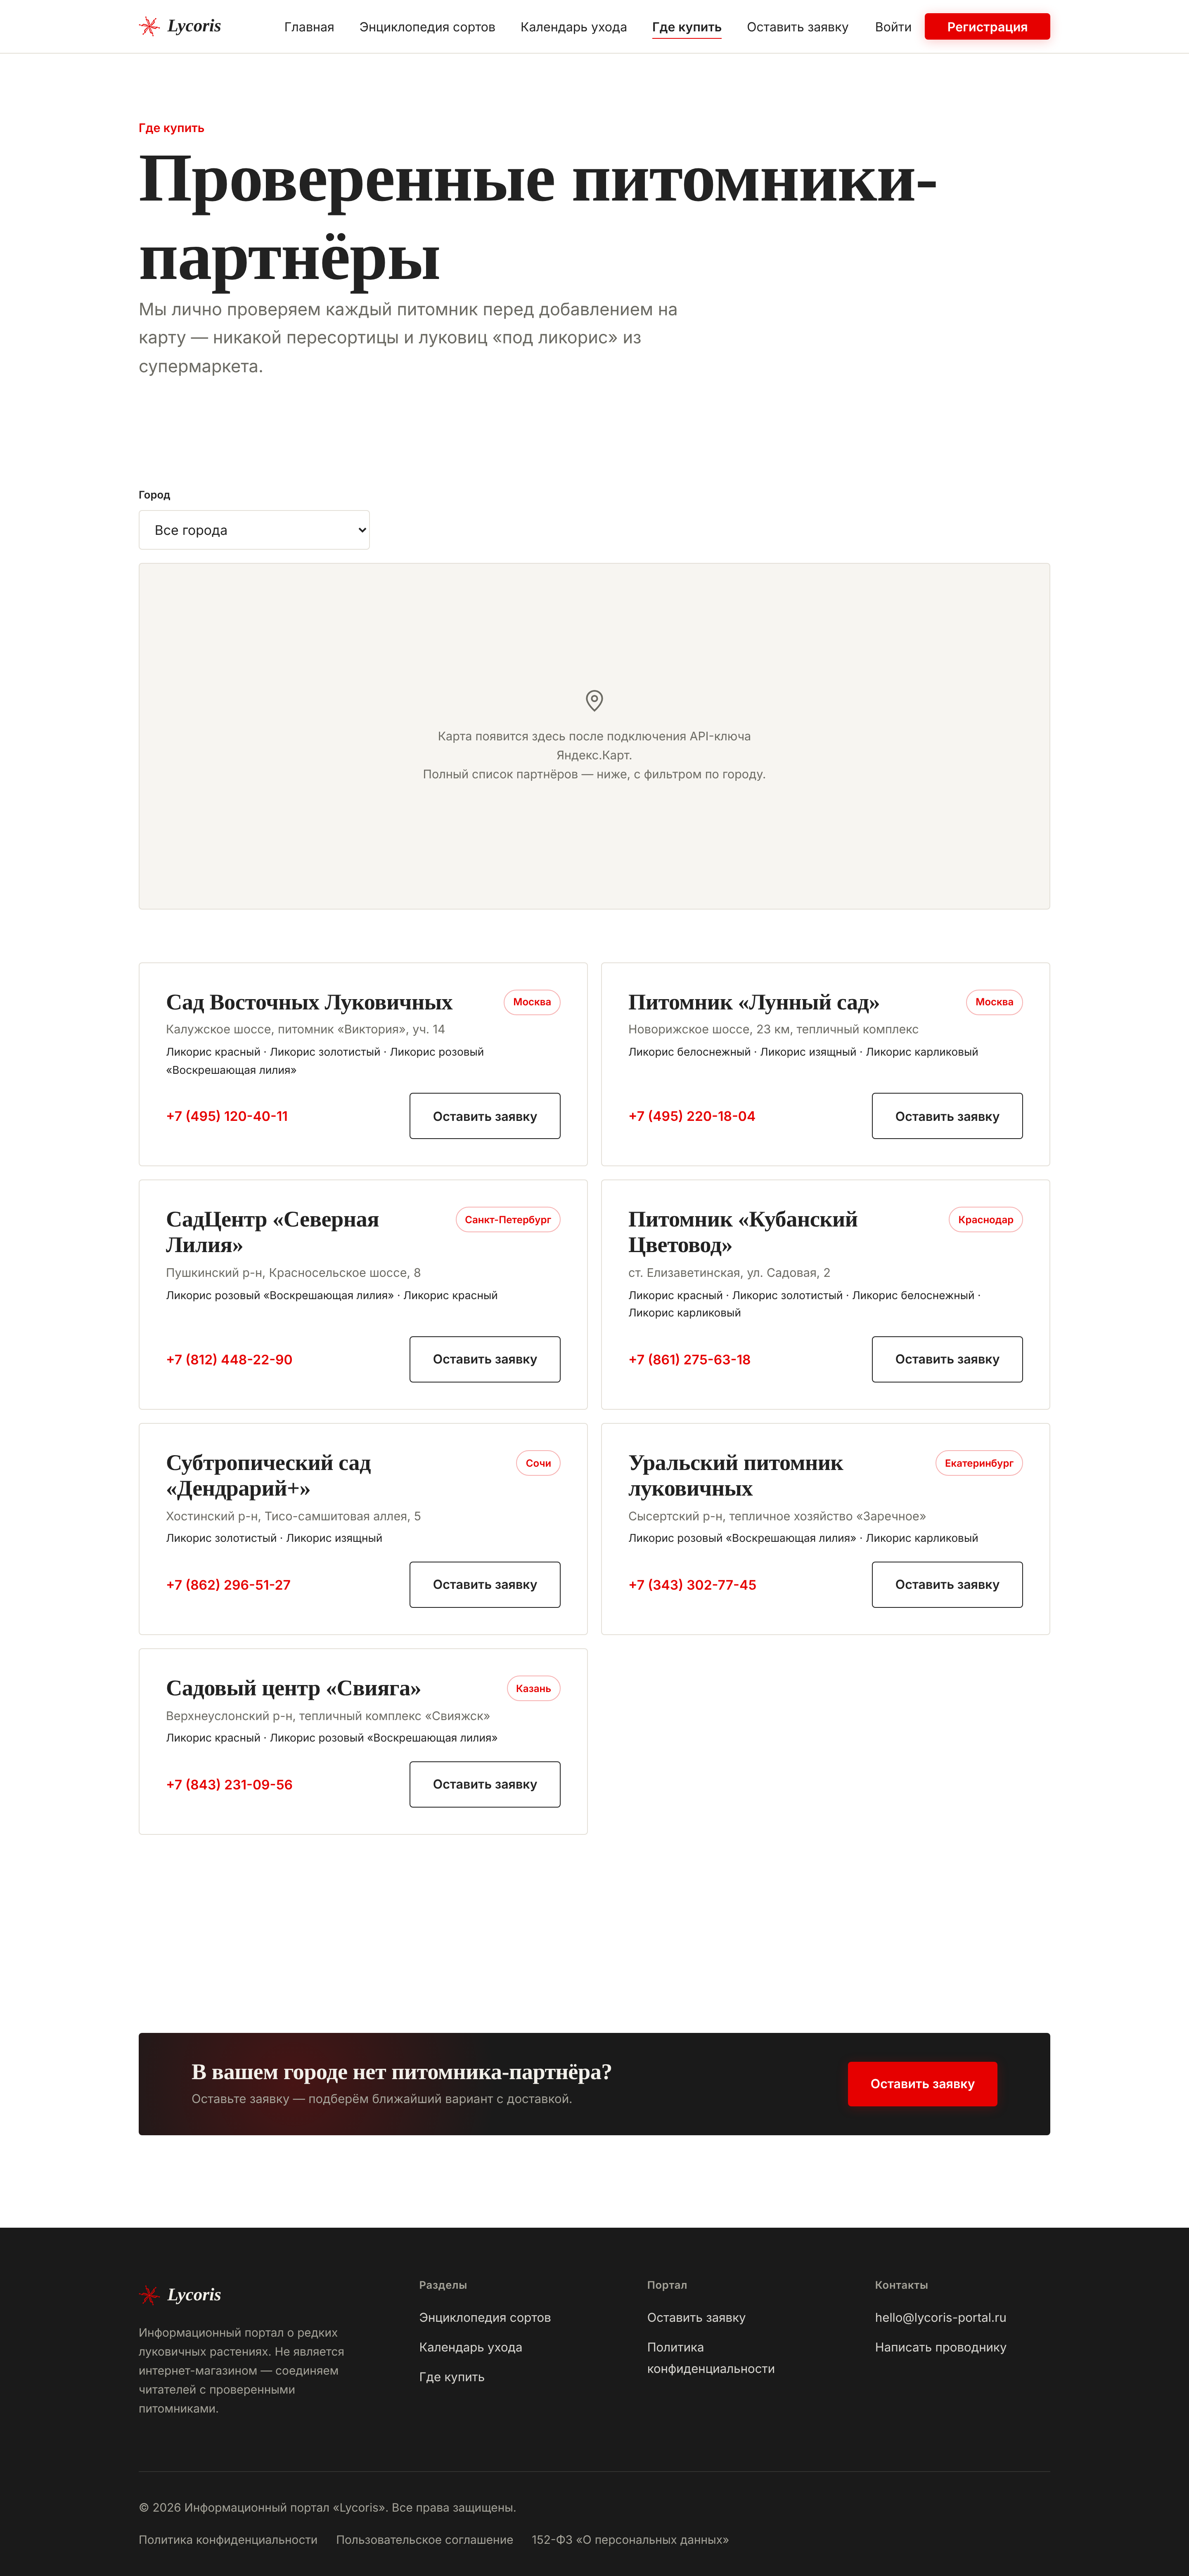 Lycoris
Главная
Энциклопедия сортов
Календарь ухода
Где купить
Оставить заявку
Войти
Регистрация
Где купить
Проверенные питомники-
партнёры
Мы лично проверяем каждый питомник перед добавлением на
карту — никакой пересортицы и луковиц «под ликорис» из
супермаркета.
Город
Все города
Карта появится здесь после подключения API-ключа
Яндекс.Карт.
Полный список партнёров — ниже, с фильтром по городу.
Сад Восточных Луковичных
Москва
Калужское шоссе, питомник «Виктория», уч. 14
Ликорис красный · Ликорис золотистый · Ликорис розовый
«Воскрешающая лилия»
+7 (495) 120-40-11
Оставить заявку
Питомник «Лунный сад»
Москва
Новорижское шоссе, 23 км, тепличный комплекс
Ликорис белоснежный · Ликорис изящный · Ликорис карликовый
+7 (495) 220-18-04
Оставить заявку
СадЦентр «Северная
Лилия»
Санкт-Петербург
Пушкинский р-н, Красносельское шоссе, 8
Ликорис розовый «Воскрешающая лилия» · Ликорис красный
+7 (812) 448-22-90
Оставить заявку
Питомник «Кубанский
Цветовод»
Краснодар
ст. Елизаветинская, ул. Садовая, 2
Ликорис красный · Ликорис золотистый · Ликорис белоснежный ·
Ликорис карликовый
+7 (861) 275-63-18
Оставить заявку
Субтропический сад
«Дендрарий+»
Сочи
Хостинский р-н, Тисо-самшитовая аллея, 5
Ликорис золотистый · Ликорис изящный
+7 (862) 296-51-27
Оставить заявку
Уральский питомник
луковичных
Екатеринбург
Сысертский р-н, тепличное хозяйство «Заречное»
Ликорис розовый «Воскрешающая лилия» · Ликорис карликовый
+7 (343) 302-77-45
Оставить заявку
Садовый центр «Свияга»
Казань
Верхнеуслонский р-н, тепличный комплекс «Свияжск»
Ликорис красный · Ликорис розовый «Воскрешающая лилия»
+7 (843) 231-09-56
Оставить заявку
В вашем городе нет питомника-партнёра?
Оставьте заявку — подберём ближайший вариант с доставкой.
Оставить заявку
Lycoris
Информационный портал о редких
луковичных растениях. Не является
интернет-магазином — соединяем
читателей с проверенными
питомниками.
Разделы
Энциклопедия сортов
Календарь ухода
Где купить
Портал
Оставить заявку
Политика
конфиденциальности
Контакты
hello@lycoris-portal.ru
Написать проводнику
© 2026 Информационный портал «Lycoris». Все права защищены.
Политика конфиденциальности
Пользовательское соглашение
152-ФЗ «О персональных данных»